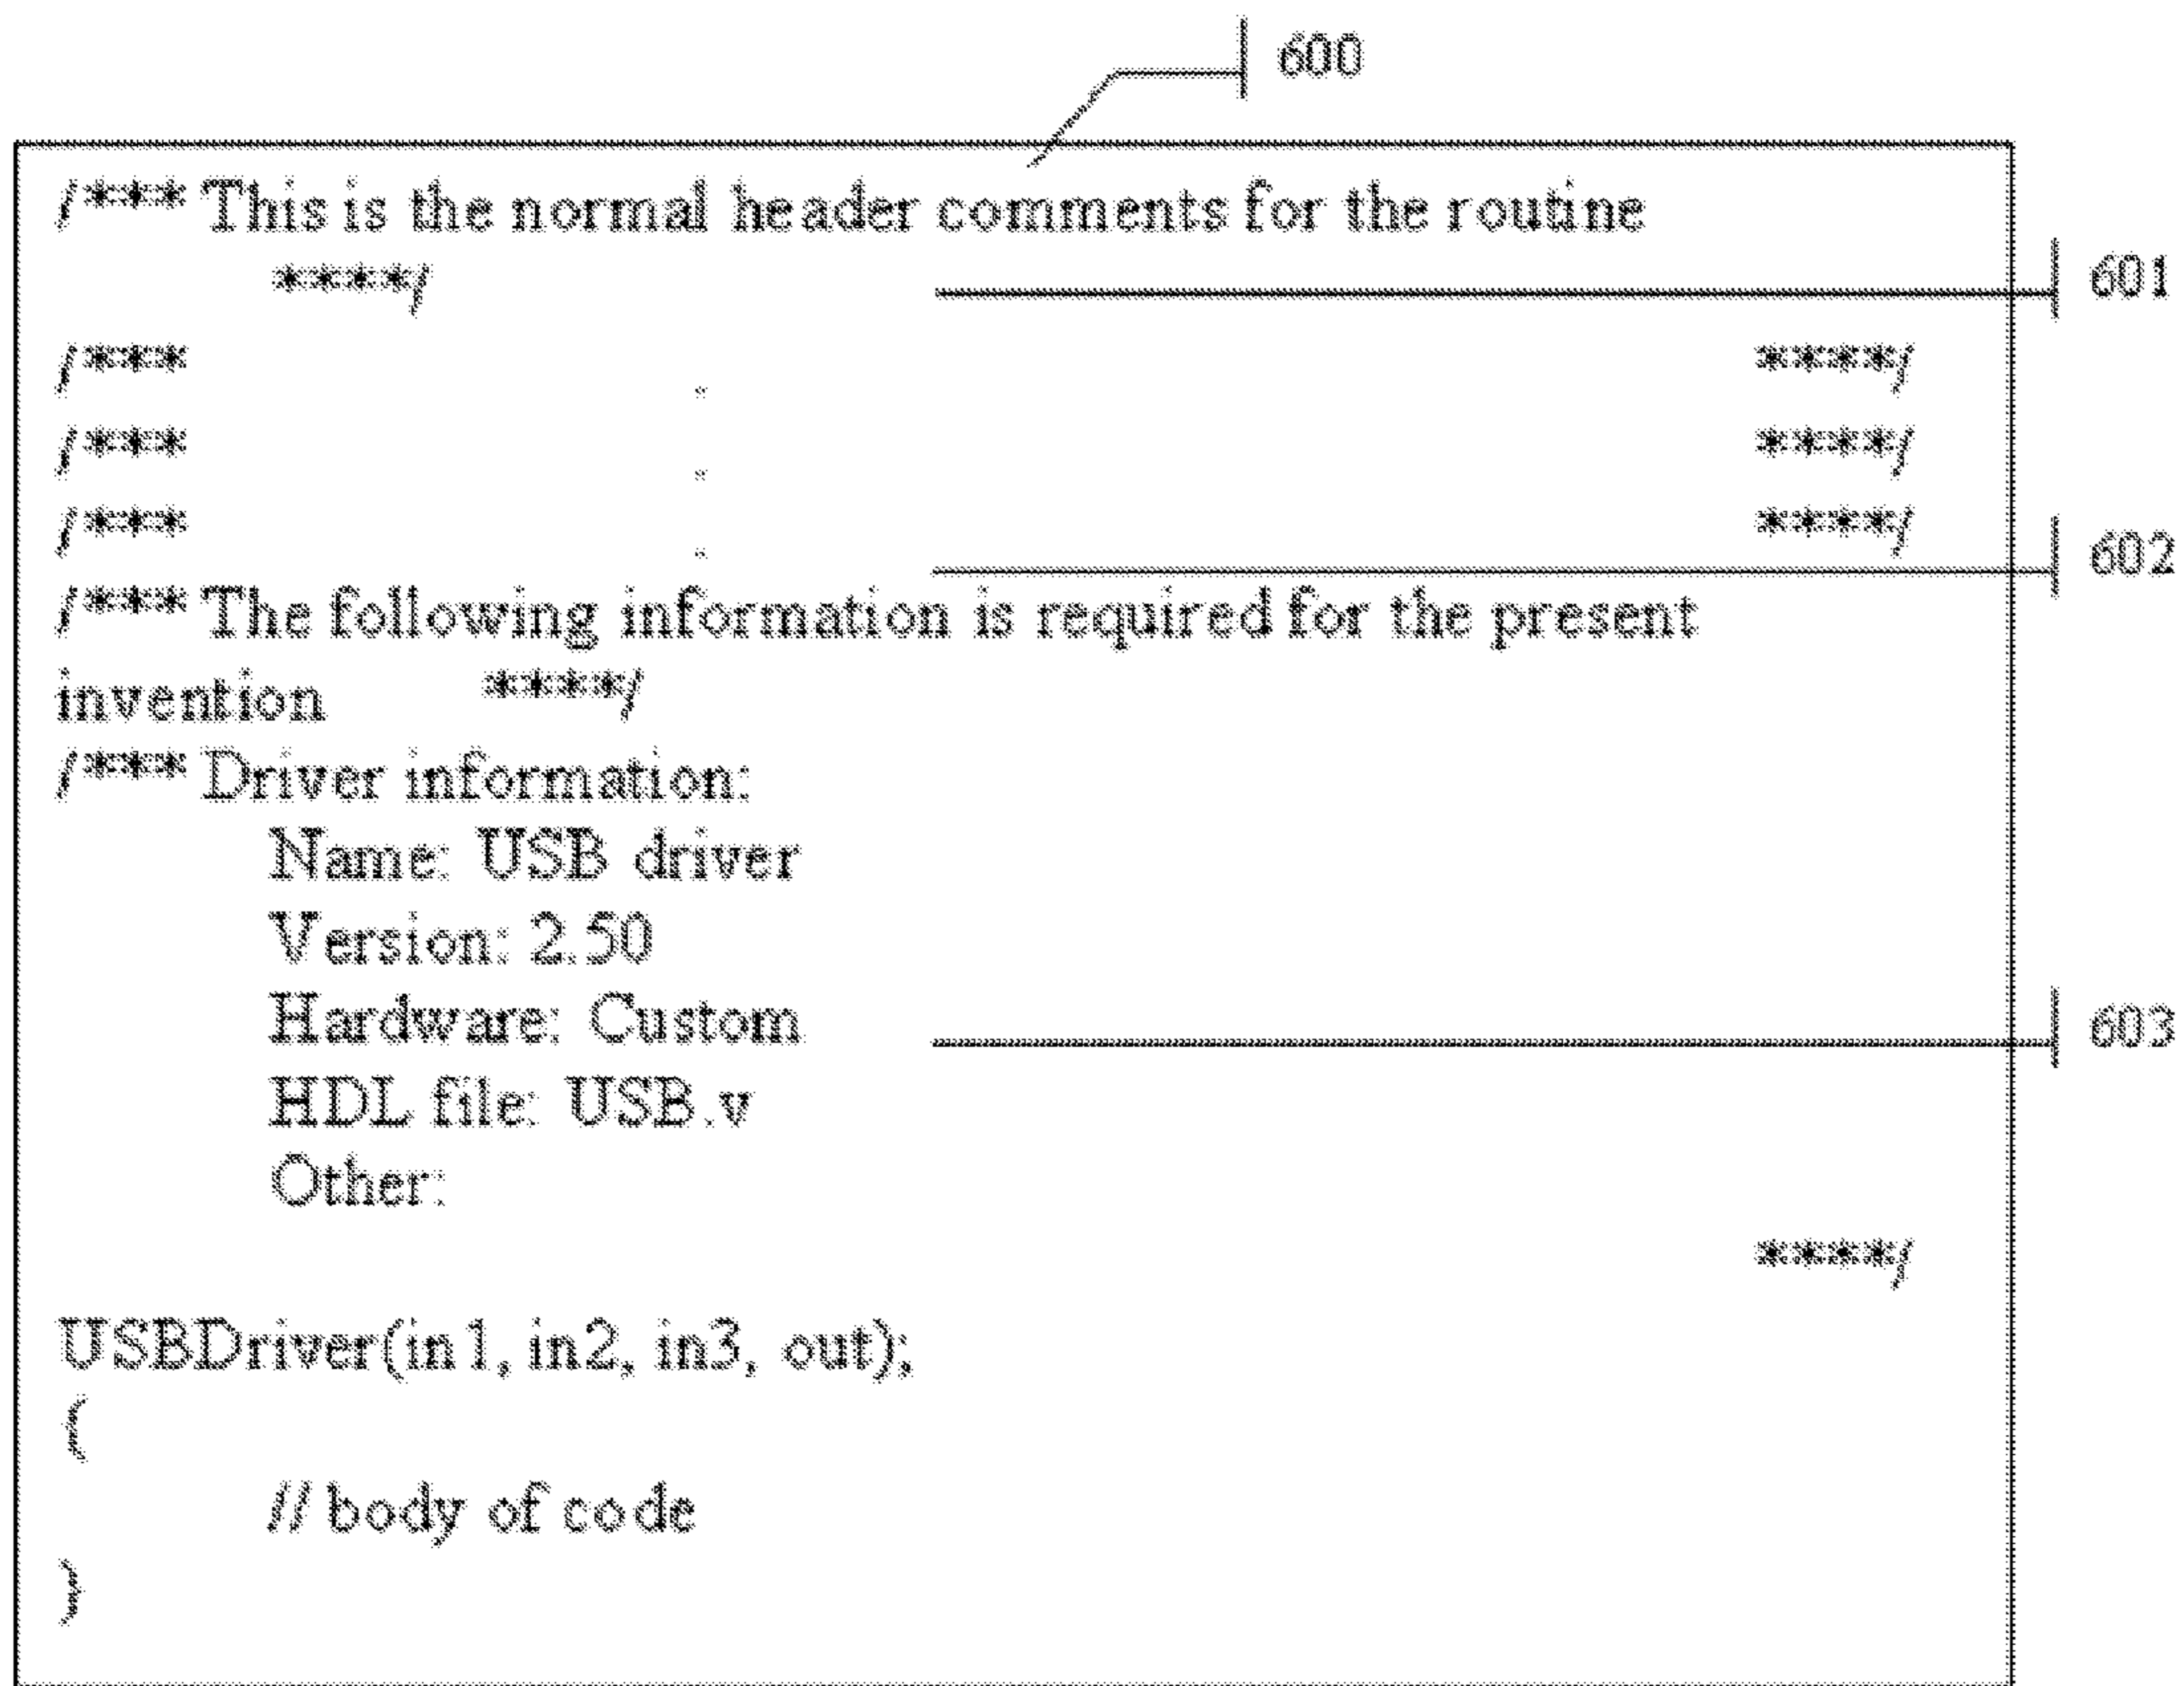 600
/*** This is the normal header comments for the routine
****/
601
/*** . ****/
/*** . ****/
/*** . ****/
602
/*** The following information is required for the present
invention ****/
/*** Driver information:
Name: USB driver
Version: 2.50
Hardware: Custom
603
HDL file: USB.v
Other:
****/
USBDriver(in1, in2, in3, out);
{
// body of code
}